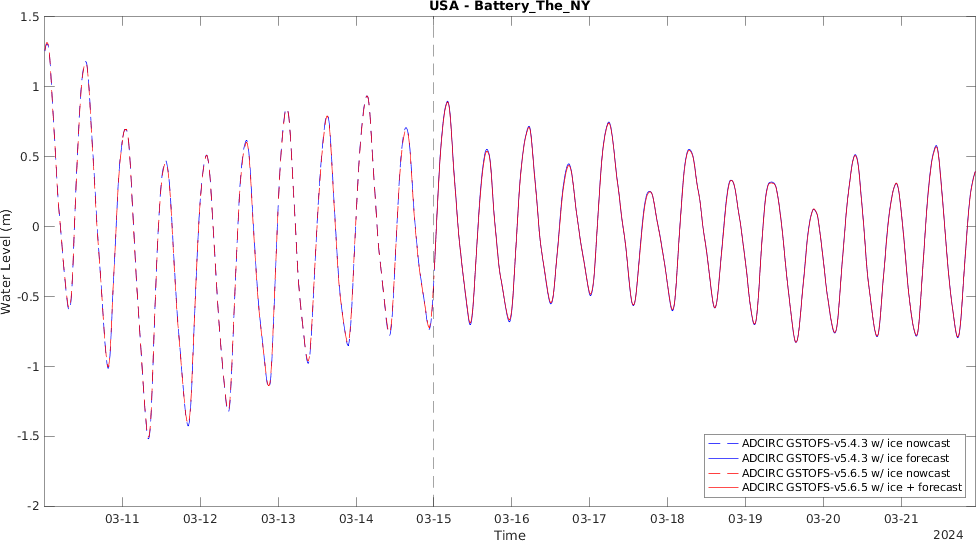 USA - Battery_The_NY
1.5
1
0.5
0
-0.5
-1
-1.5
-2
Water Level (m)
ADCIRC GSTOFS-v5.4.3 w/ ice nowcast
ADCIRC GSTOFS-v5.4.3 w/ ice forecast
ADCIRC GSTOFS-v5.6.5 w/ ice nowcast
ADCIRC GSTOFS-v5.6.5 w/ ice + forecast
03-11 03-12 03-13 03-14 03-15 03-16 03-17 03-18 03-19 03-20 03-21
Time
2024